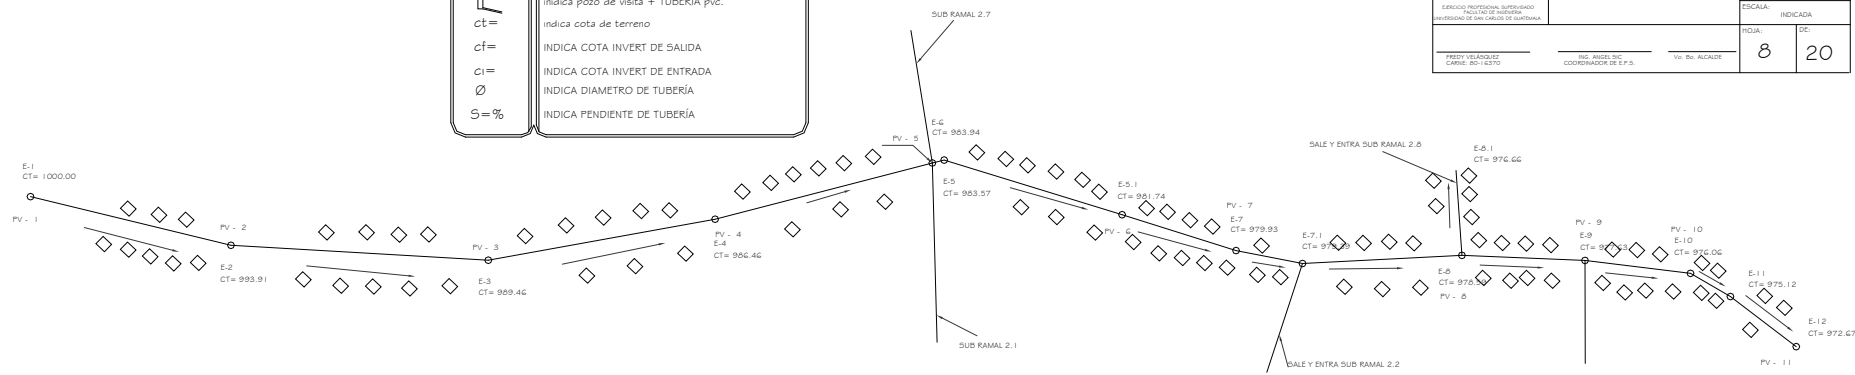 indica pozo de visita + TUBERÍA pvc.
ct= indica cota de terreno
cf= INDICA COTA INVERT DE SALIDA
ci= INDICA COTA INVERT DE ENTRADA
Ø INDICA DIAMETRO DE TUBERÍA
S=% INDICA PENDIENTE DE TUBERÍA
EJERCICIO PROFESIONAL SUPERVISADO
FACULTAD DE INGENIERIA
UNIVERSIDAD DE SAN CARLOS DE GUATEMALA
ESCALA:
INDICADA
HOJA:
8
DE:
20
FREDY VELÁSQUEZ
CARNE: 80-16370
ING. ANGEL SIC
COORDINADOR DE E.P.S.
Vo. Bo. ALCALDE
SUB RAMAL 2.7
E-1
CT= 1000.00
PV - 1
PV - 2
E-2
CT= 993.91
PV - 3
E-3
CT= 989.46
PV - 4
E-4
CT= 986.46
PV - 5
E-6
CT= 983.94
E-5
CT= 983.57
SUB RAMAL 2.1
E-5.1
CT= 981.74
PV - 6
PV - 7
E-7
CT= 979.93
E-7.1
SALE Y ENTRA SUB RAMAL 2.2
SALE Y ENTRA SUB RAMAL 2.8
E-8.1
CT= 976.66
E-8
PV - 8
PV - 9
E-9
PV - 10
E-10
CT= 976.06
E-11
CT= 975.12
E-12
CT= 972.67
PV - 11